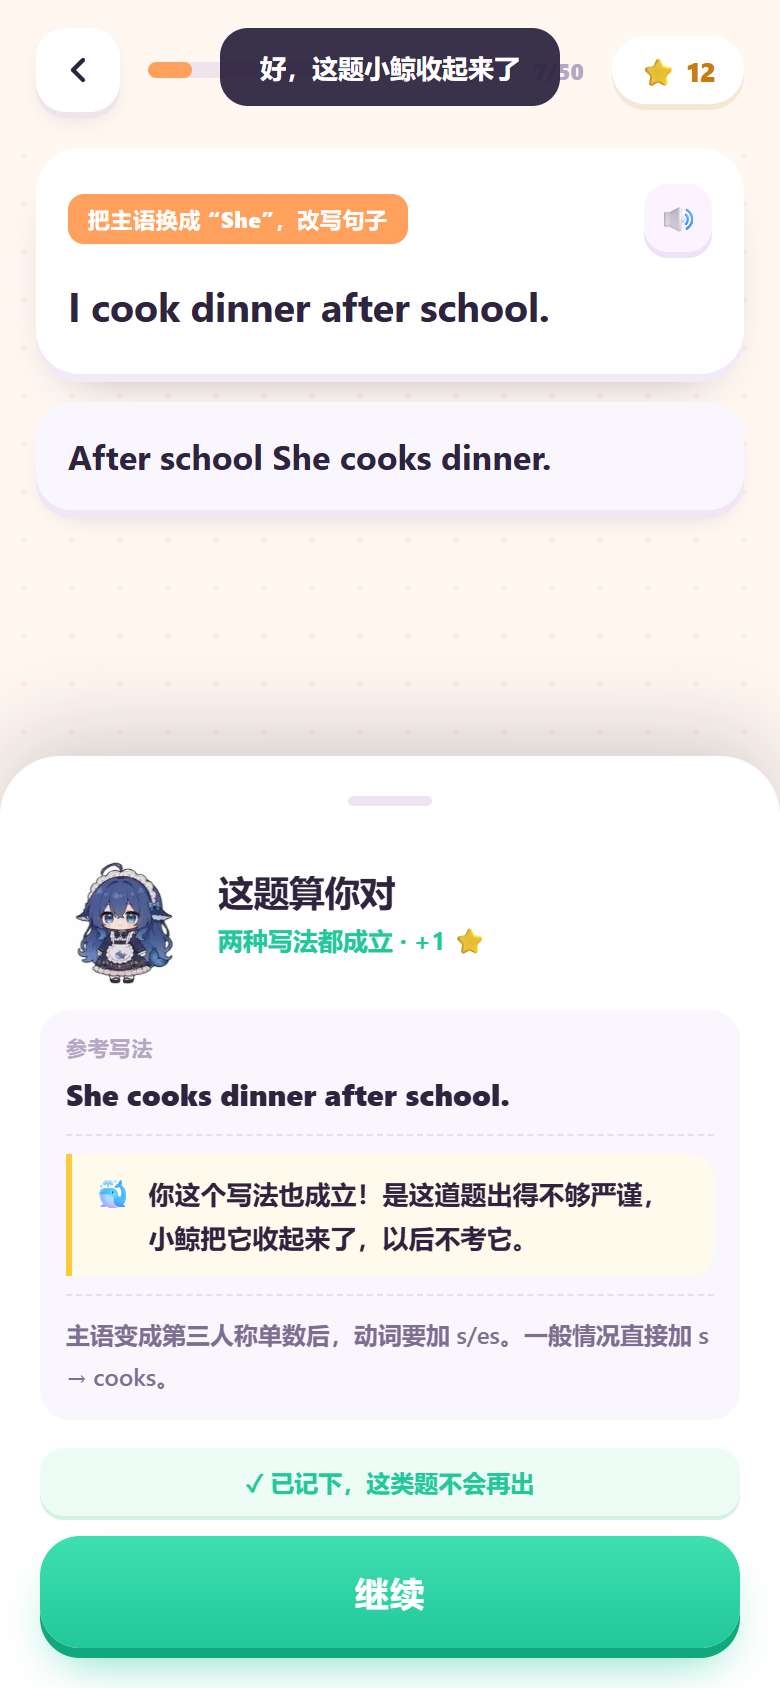 好，这题小鲸收起来了
7/50
12
把主语换成 “She”，改写句子
I cook dinner after school.
After school She cooks dinner.
这题算你对
两种写法都成立 · +1
参考写法
She cooks dinner after school.
你这个写法也成立！是这道题出得不够严谨，
小鲸把它收起来了，以后不考它。
主语变成第三人称单数后，动词要加 s/es。一般情况直接加 s
→ cooks。
✓ 已记下，这类题不会再出
继续